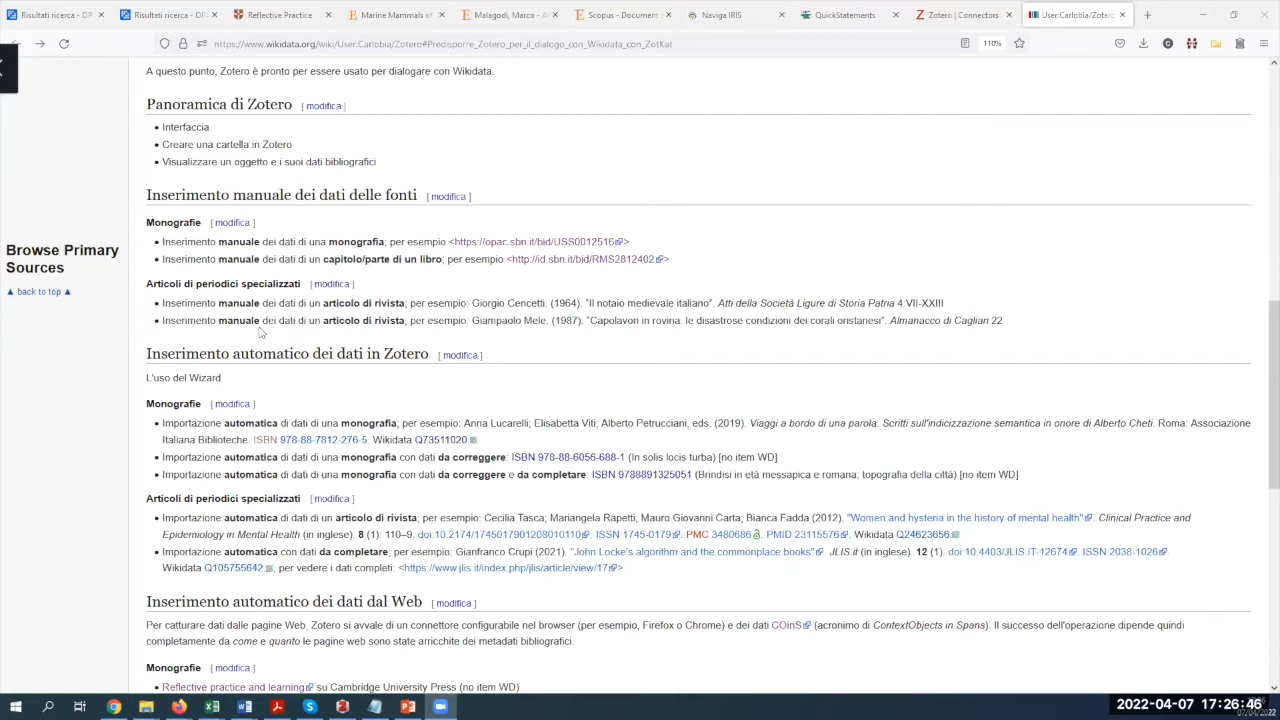 Risultati ricerca - OPA
Risultati ricerca - OPA
Reflective Practice
Marine Mammals of
Malagodi, Marco - A
Scopus - Document
Naviga IRIS
QuickStatements
Zotero | Connectors
User:Carlobia/Zotero
https://www.wikidata.org/wiki/User:Carlobia/Zotero#Predisporre_Zotero_per_il_dialogo_con_Wikidata_con_ZotKat
110%
A questo punto, Zotero è pronto per essere usato per dialogare con Wikidata.
Panoramica di Zotero [ modifica ]
• Interfaccia
• Creare una cartella in Zotero
• Visualizzare un oggetto e i suoi dati bibliografici
Inserimento manuale dei dati delle fonti [ modifica ]
Monografie [ modifica ]
• Inserimento manuale dei dati di una monografia; per esempio <https://opac.sbn.it/bid/USS0012516>
• Inserimento manuale dei dati di un capitolo/parte di un libro; per esempio <http://id.sbn.it/bid/RMS2812402>
Browse Primary
Sources
▲ back to top ▲
Articoli di periodici specializzati [ modifica ]
• Inserimento manuale dei dati di un articolo di rivista; per esempio: Giorgio Cencetti. (1964). "Il notaio medievale italiano". Atti della Società Ligure di Storia Patria 4:VII-XXIII
• Inserimento manuale dei dati di un articolo di rivista; per esempio: Giampaolo Mele. (1987). "Capolavori in rovina: le disastrose condizioni dei corali oristanesi". Almanacco di Cagliari 22
Inserimento automatico dei dati in Zotero [ modifica ]
L'uso del Wizard
Monografie [ modifica ]
• Importazione automatica di dati di una monografia; per esempio: Anna Lucarelli; Elisabetta Viti; Alberto Petrucciani, eds. (2019). Viaggi a bordo di una parola. Scritti sull'indicizzazione semantica in onore di Alberto Cheti. Roma: Associazione
Italiana Biblioteche. ISBN 978-88-7812-276-5. Wikidata Q73511020.
• Importazione automatica di dati di una monografia con dati da correggere: ISBN 978-88-6056-688-1 (In solis locis turba) [no item WD]
• Importazione automatica di dati di una monografia con dati da correggere e da completare: ISBN 9788891325051 (Brindisi in età messapica e romana: topografia della città) [no item WD]
Articoli di periodici specializzati [ modifica ]
• Importazione automatica di dati di un articolo di rivista; per esempio: Cecilia Tasca; Mariangela Rapetti; Mauro Giovanni Carta; Bianca Fadda (2012). "Women and hysteria in the history of mental health". Clinical Practice and
Epidemiology in Mental Health (in inglese). 8 (1): 110–9. doi:10.2174/1745017901208010110. ISSN 1745-0179. PMC 3480686. PMID 23115576. Wikidata Q24623656.
• Importazione automatica con dati da completare; per esempio: Gianfranco Crupi (2021). "John Locke's algorithm and the commonplace books". JLIS.it (in inglese). 12 (1). doi:10.4403/JLIS.IT-12674. ISSN 2038-1026.
Wikidata Q105755642, per vedere i dati completi: <https://www.jlis.it/index.php/jlis/article/view/17>
Inserimento automatico dei dati dal Web [ modifica ]
Per catturare dati dalle pagine Web, Zotero si avvale di un connettore configurabile nel browser (per esempio, Firefox o Chrome) e dei dati COinS (acronimo di ContextObjects in Spans). Il successo dell'operazione dipende quindi
completamente da come e quanto le pagine web sono state arricchite dei metadati bibliografici.
Monografie [ modifica ]
• Reflective practice and learning su Cambridge University Press (no item WD)
2022-04-07 17:26:46